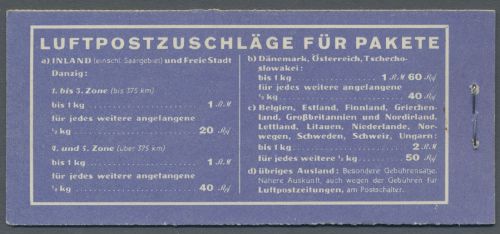 LUFTPOSTZUSCHLÄGE FÜR PAKETE
a) INLAND (einschl. Saargebiet) und Freie Stadt
Danzig:
1. bis 3. Zone (bis 375 km)
bis 1 kg 1 RM
für jedes weitere angefangene
½ kg 20 Rpf
4. und 5. Zone (über 375 km)
bis 1 kg 1 RM
für jedes weitere angefangene
½ kg 40 Rpf
b) Dänemark, Österreich, Tschecho-
slowakei:
bis 1 kg 1 RM 60 Rpf
für jedes weitere angefangene
½ kg 40 Rpf
c) Belgien, Estland, Finnland, Griechen-
land, Großbritannien und Nordirland,
Lettland, Litauen, Niederlande, Nor-
wegen, Schweden, Schweiz, Ungarn:
bis 1 kg 2 RM
für jedes weitere ½ kg 50 Rpf
d) übriges Ausland: Besondere Gebührensätze.
Nähere Auskunft, auch wegen der Gebühren für
Luftpostzeitungen, am Postschalter.